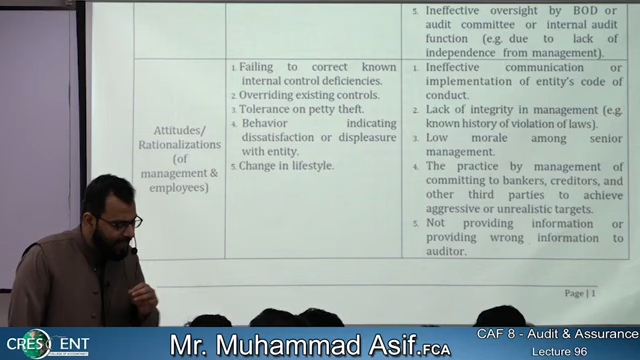 5. Ineffective oversight by BOD or
audit committee or internal audit
function (e.g. due to lack of
independence from management).
Attitudes/
Rationalizations
(of
management &
employees)
1. Failing to correct known
internal control deficiencies.
2. Overriding existing controls.
3. Tolerance on petty theft.
4. Behavior indicating
dissatisfaction or displeasure
with entity.
5. Change in lifestyle.
1. Ineffective communication or
implementation of entity's code of
conduct.
2. Lack of integrity in management (e.g.
known history of violation of laws).
3. Low morale among senior
management.
4. The practice by management of
committing to bankers, creditors, and
other third parties to achieve
aggressive or unrealistic targets.
5. Not providing information or
providing wrong information to
auditor.
Page | 1
CRESCENT
COLLEGE OF ACCOUNTANCY
Mr. Muhammad Asif.FCA
CAF 8 - Audit & Assurance
Lecture 96